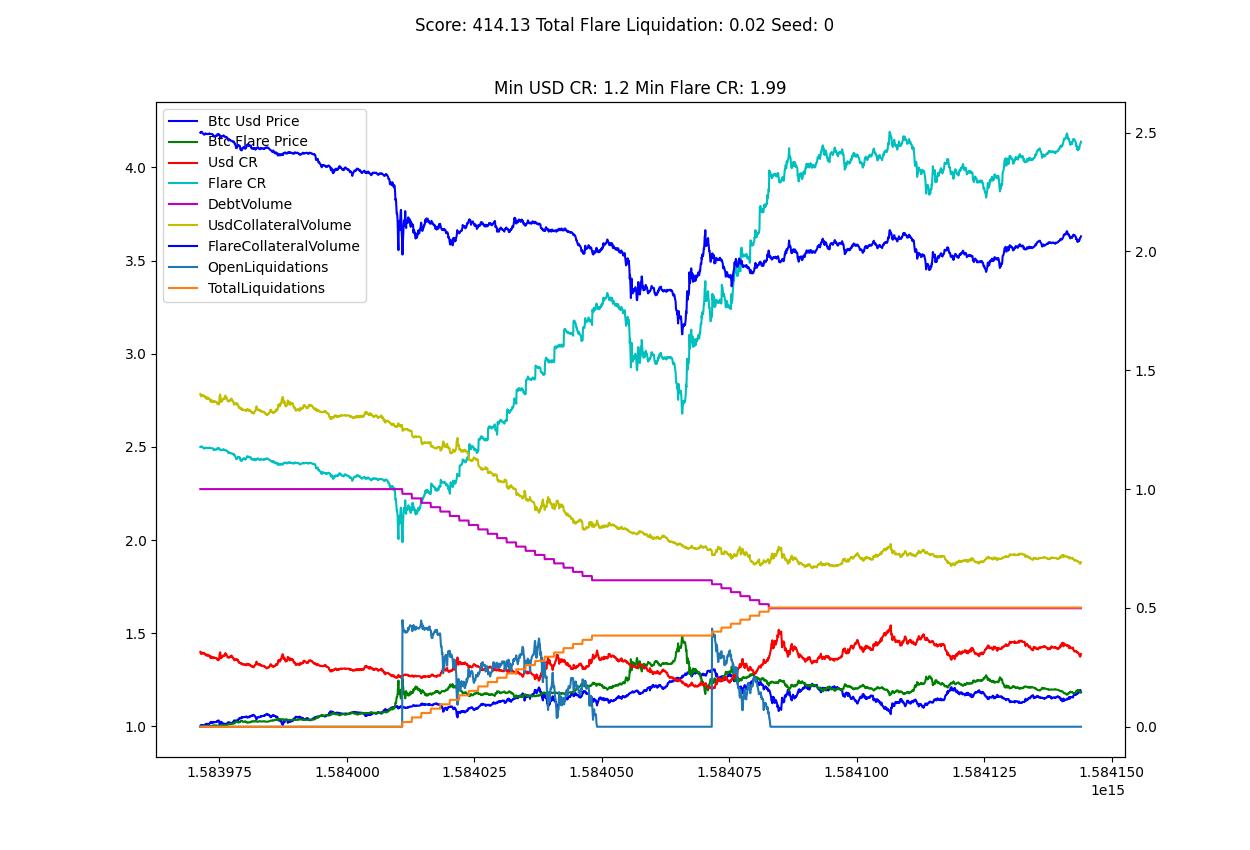 Score: 414.13 Total Flare Liquidation: 0.02 Seed: 0
Min USD CR: 1.2 Min Flare CR: 1.99
Btc Usd Price
Btc Flare Price
Usd CR
Flare CR
DebtVolume
UsdCollateralVolume
FlareCollateralVolume
OpenLiquidations
TotalLiquidations
4.0
3.5
3.0
2.5
2.0
1.5
1.0
2.5
2.0
1.5
1.0
0.5
0.0
1.583975 1.584000 1.584025 1.584050 1.584075 1.584100 1.584125 1.584150
1e15